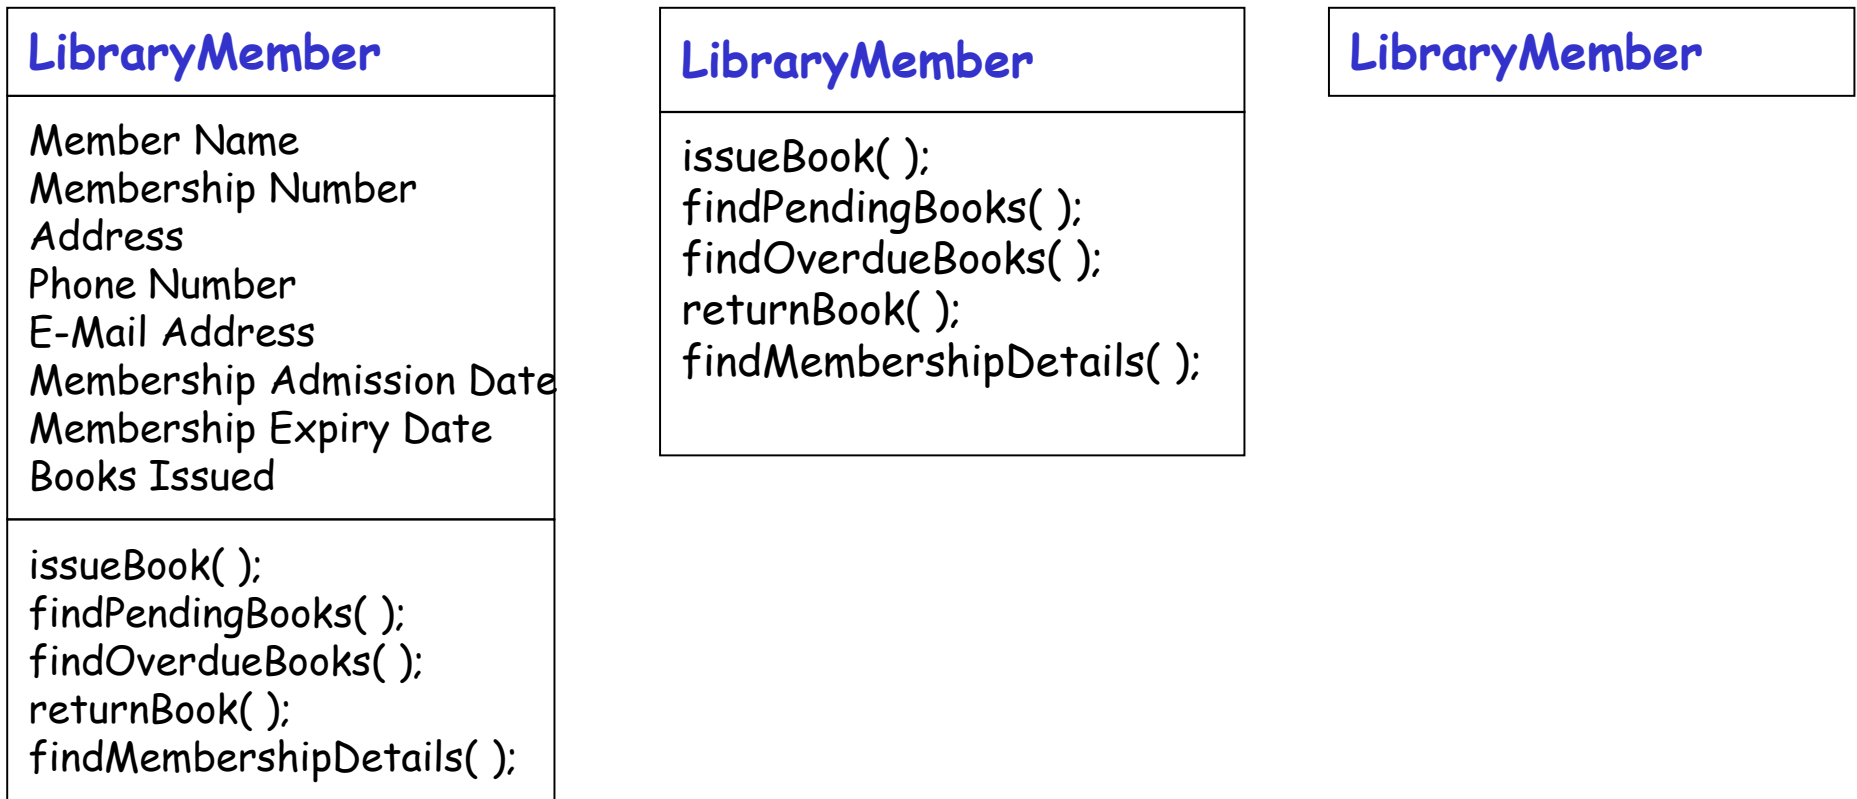 LibraryMember
Member Name
Membership Number
Address
Phone Number
E-Mail Address
Membership Admission Date
Membership Expiry Date
Books Issued
issueBook( );
findPendingBooks( );
findOverdueBooks( );
returnBook( );
findMembershipDetails( );
LibraryMember
issueBook( );
findPendingBooks( );
findOverdueBooks( );
returnBook( );
findMembershipDetails( );
LibraryMember